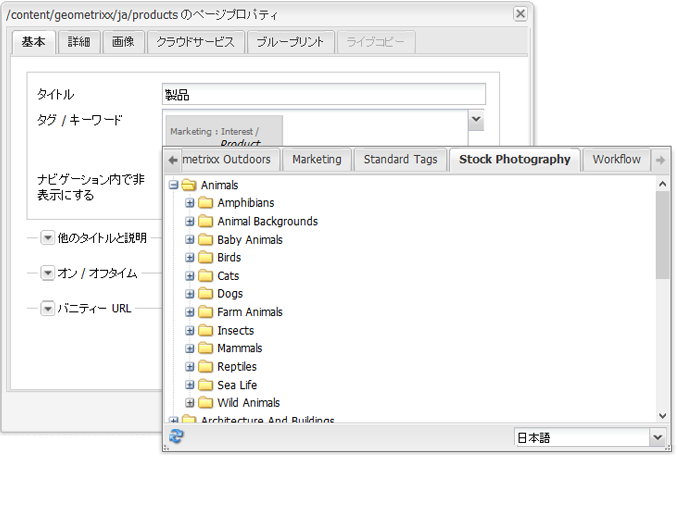 /content/geometrixx/ja/products のページプロパティ
基本 詳細 画像 クラウドサービス ブループリント ライブコピー
タイトル 製品
タグ / キーワード
Marketing : Interest /
Product
ナビゲーション内で非
表示にする
他のタイトルと説明
オン / オフタイム
バニティー URL
metrixx Outdoors Marketing Standard Tags Stock Photography Workflow
Animals
Amphibians
Animal Backgrounds
Baby Animals
Birds
Cats
Dogs
Farm Animals
Insects
Mammals
Reptiles
Sea Life
Wild Animals
Architecture And Buildings
日本語